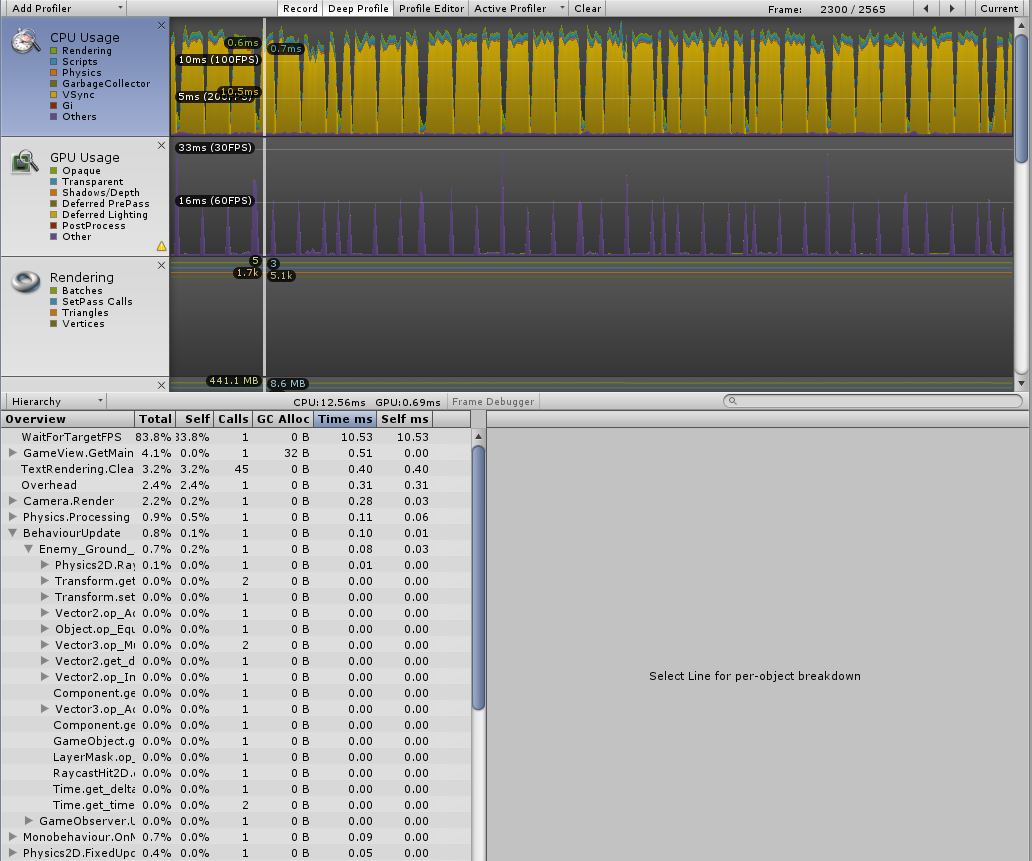 Add Profiler Record Deep Profile Profiler Editor Active Profiler Clear Frame: 2300 / 2565 Current
CPU Usage
Rendering
Scripts
Physics
GarbageCollector
VSync
Gi
Others
0.6ms
0.7ms
10ms (100FPS)
10.5ms
GPU Usage
Opaque
Transparent
Shadows/Depth
Deferred PrePass
Deferred Lighting
PostProcess
Other
33ms (30FPS)
16ms (60FPS)
Rendering
Batches
SetPass Calls
Triangles
Vertices
5
3
1.7k
5.1k
441.1 MB
8.6 MB
Hierarchy CPU:12.56ms GPU:0.69ms Frame Debugger
Overview Total Self Calls GC Alloc Time ms Self ms
WaitForTargetFPS 83.8% 33.8% 1 0 B 10.53 10.53
GameView.GetMain 4.1% 0.0% 1 32 B 0.51 0.00
TextRendering.Clea 3.2% 3.2% 45 0 B 0.40 0.40
Overhead 2.4% 2.4% 1 0 B 0.31 0.31
Camera.Render 2.2% 0.2% 1 0 B 0.28 0.03
Physics.Processing 0.9% 0.5% 1 0 B 0.11 0.06
BehaviourUpdate 0.8% 0.1% 1 0 B 0.10 0.01
Enemy_Ground_ 0.7% 0.2% 1 0 B 0.08 0.03
Physics2D.Ray 0.1% 0.0% 1 0 B 0.01 0.00
Transform.get 0.0% 0.0% 2 0 B 0.00 0.00
Transform.set 0.0% 0.0% 1 0 B 0.00 0.00
Vector2.op_Ad 0.0% 0.0% 1 0 B 0.00 0.00
Object.op_Equ 0.0% 0.0% 1 0 B 0.00 0.00
Vector3.op_Mu 0.0% 0.0% 2 0 B 0.00 0.00
Vector2.get_d 0.0% 0.0% 1 0 B 0.00 0.00
Vector2.op_In 0.0% 0.0% 1 0 B 0.00 0.00
Component.ge 0.0% 0.0% 1 0 B 0.00 0.00
Vector3.op_Ad 0.0% 0.0% 1 0 B 0.00 0.00
Component.ge 0.0% 0.0% 1 0 B 0.00 0.00
GameObject.g 0.0% 0.0% 1 0 B 0.00 0.00
LayerMask.op_ 0.0% 0.0% 1 0 B 0.00 0.00
RaycastHit2D. 0.0% 0.0% 1 0 B 0.00 0.00
Time.get_delta 0.0% 0.0% 1 0 B 0.00 0.00
Time.get_time 0.0% 0.0% 2 0 B 0.00 0.00
GameObserver.U 0.0% 0.0% 1 0 B 0.00 0.00
Monobehaviour.OnM 0.7% 0.0% 1 0 B 0.09 0.00
Physics2D.FixedUpd 0.4% 0.0% 1 0 B 0.05 0.00
Select Line for per-object breakdown